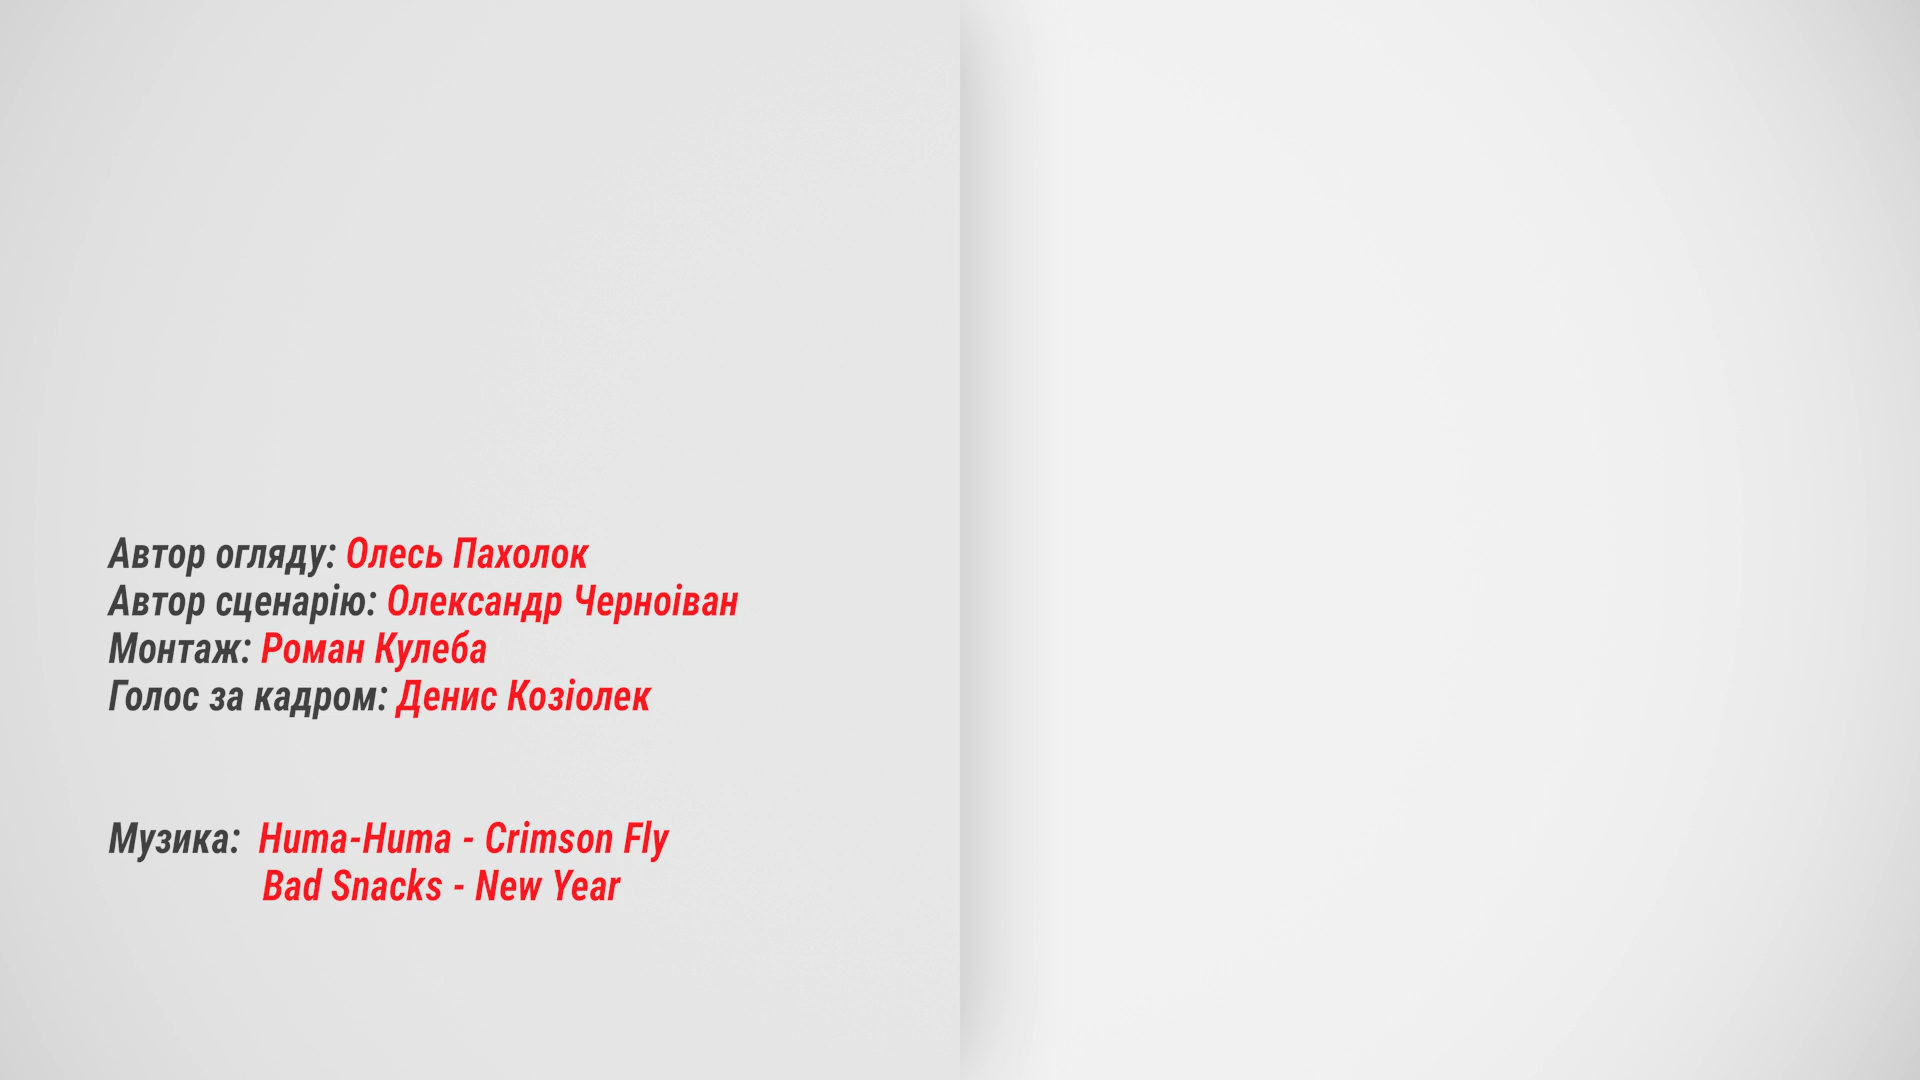 Автор огляду: Олесь Пахолок
Автор сценарію: Олександр Черноіван
Монтаж: Роман Кулеба
Голос за кадром: Денис Козіолек
Музика: Huma-Huma - Crimson Fly
Bad Snacks - New Year